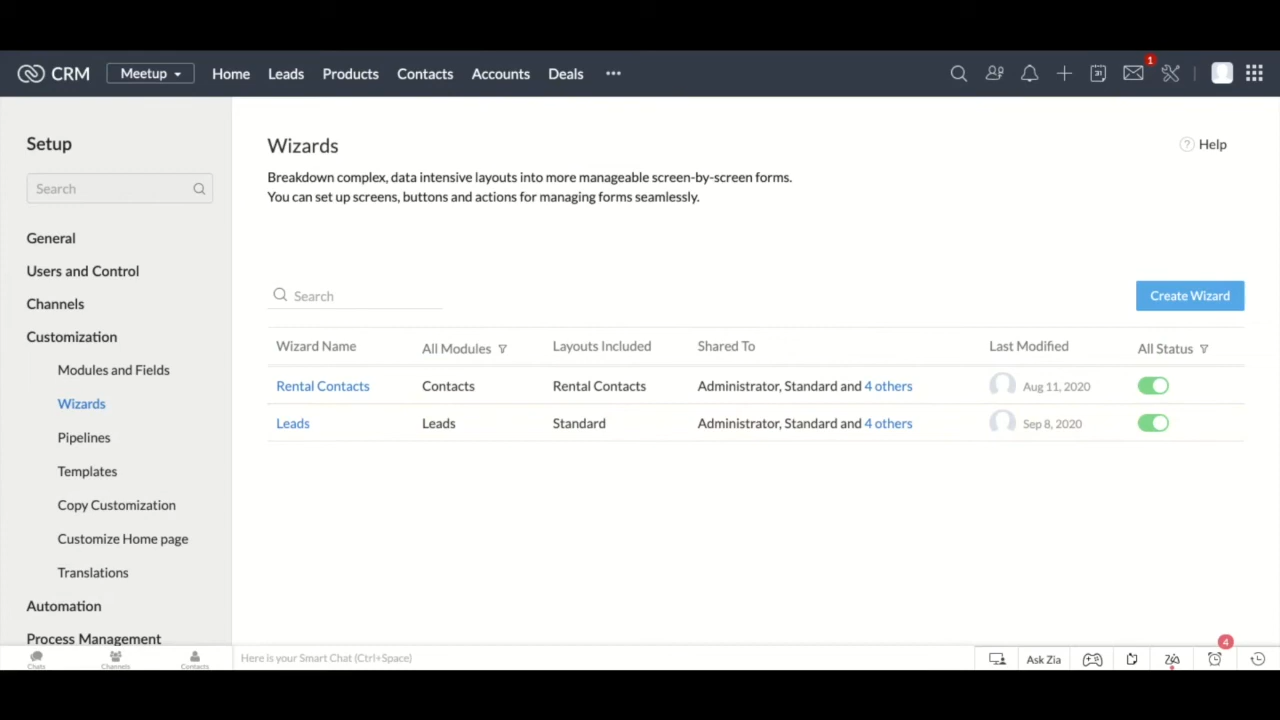 CRM Meetup Home Leads Products Contacts Accounts Deals ••• 31 1
Setup
Search
General
Users and Control
Channels
Customization
Modules and Fields
Wizards
Pipelines
Templates
Copy Customization
Customize Home page
Translations
Automation
Process Management
Wizards
? Help
Breakdown complex, data intensive layouts into more manageable screen-by-screen forms.
You can set up screens, buttons and actions for managing forms seamlessly.
Search
Create Wizard
Wizard Name All Modules Layouts Included Shared To Last Modified All Status
Rental Contacts Contacts Rental Contacts Administrator, Standard and 4 others Aug 11, 2020
Leads Leads Standard Administrator, Standard and 4 others Sep 8, 2020
Chats Channels Contacts
Here is your Smart Chat (Ctrl+Space)
Ask Zia
4